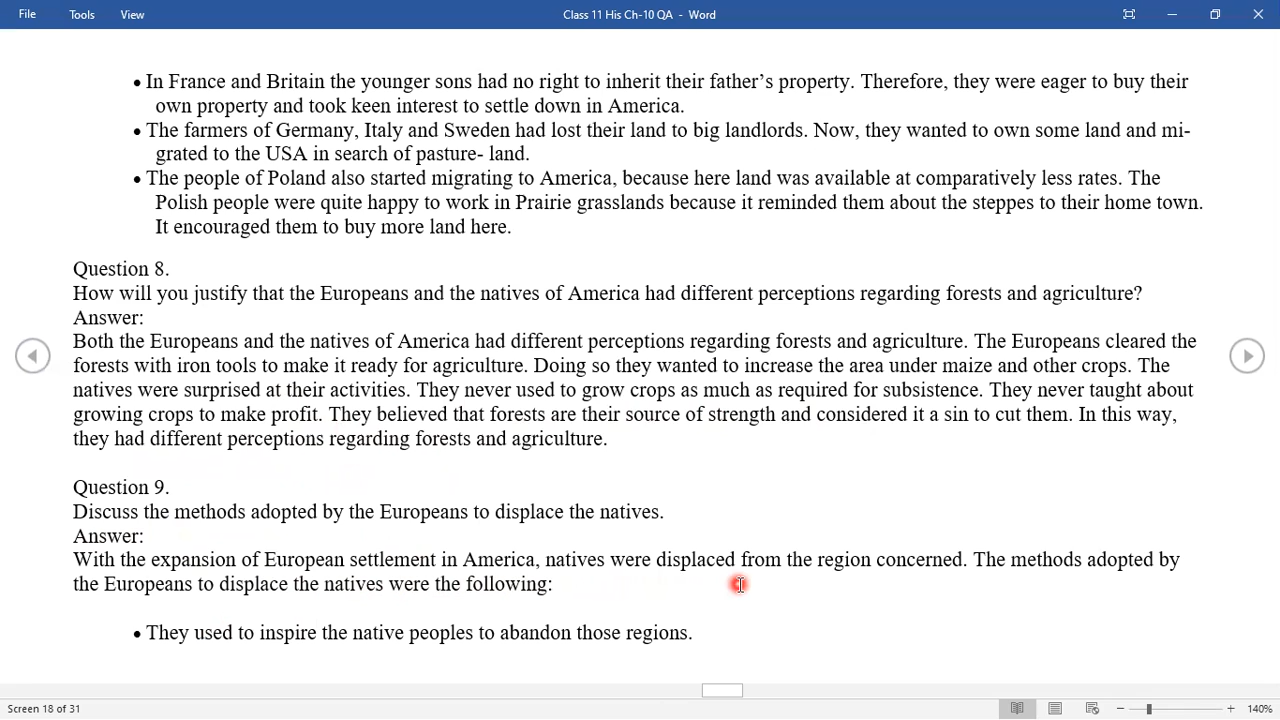 File Tools View Class 11 His Ch-10 QA - Word
• In France and Britain the younger sons had no right to inherit their father’s property. Therefore, they were eager to buy their
own property and took keen interest to settle down in America.
• The farmers of Germany, Italy and Sweden had lost their land to big landlords. Now, they wanted to own some land and mi-
grated to the USA in search of pasture- land.
• The people of Poland also started migrating to America, because here land was available at comparatively less rates. The
Polish people were quite happy to work in Prairie grasslands because it reminded them about the steppes to their home town.
It encouraged them to buy more land here.
Question 8.
How will you justify that the Europeans and the natives of America had different perceptions regarding forests and agriculture?
Answer:
Both the Europeans and the natives of America had different perceptions regarding forests and agriculture. The Europeans cleared the
forests with iron tools to make it ready for agriculture. Doing so they wanted to increase the area under maize and other crops. The
natives were surprised at their activities. They never used to grow crops as much as required for subsistence. They never taught about
growing crops to make profit. They believed that forests are their source of strength and considered it a sin to cut them. In this way,
they had different perceptions regarding forests and agriculture.
Question 9.
Discuss the methods adopted by the Europeans to displace the natives.
Answer:
With the expansion of European settlement in America, natives were displaced from the region concerned. The methods adopted by
the Europeans to displace the natives were the following:
• They used to inspire the native peoples to abandon those regions.
Screen 18 of 31 140%